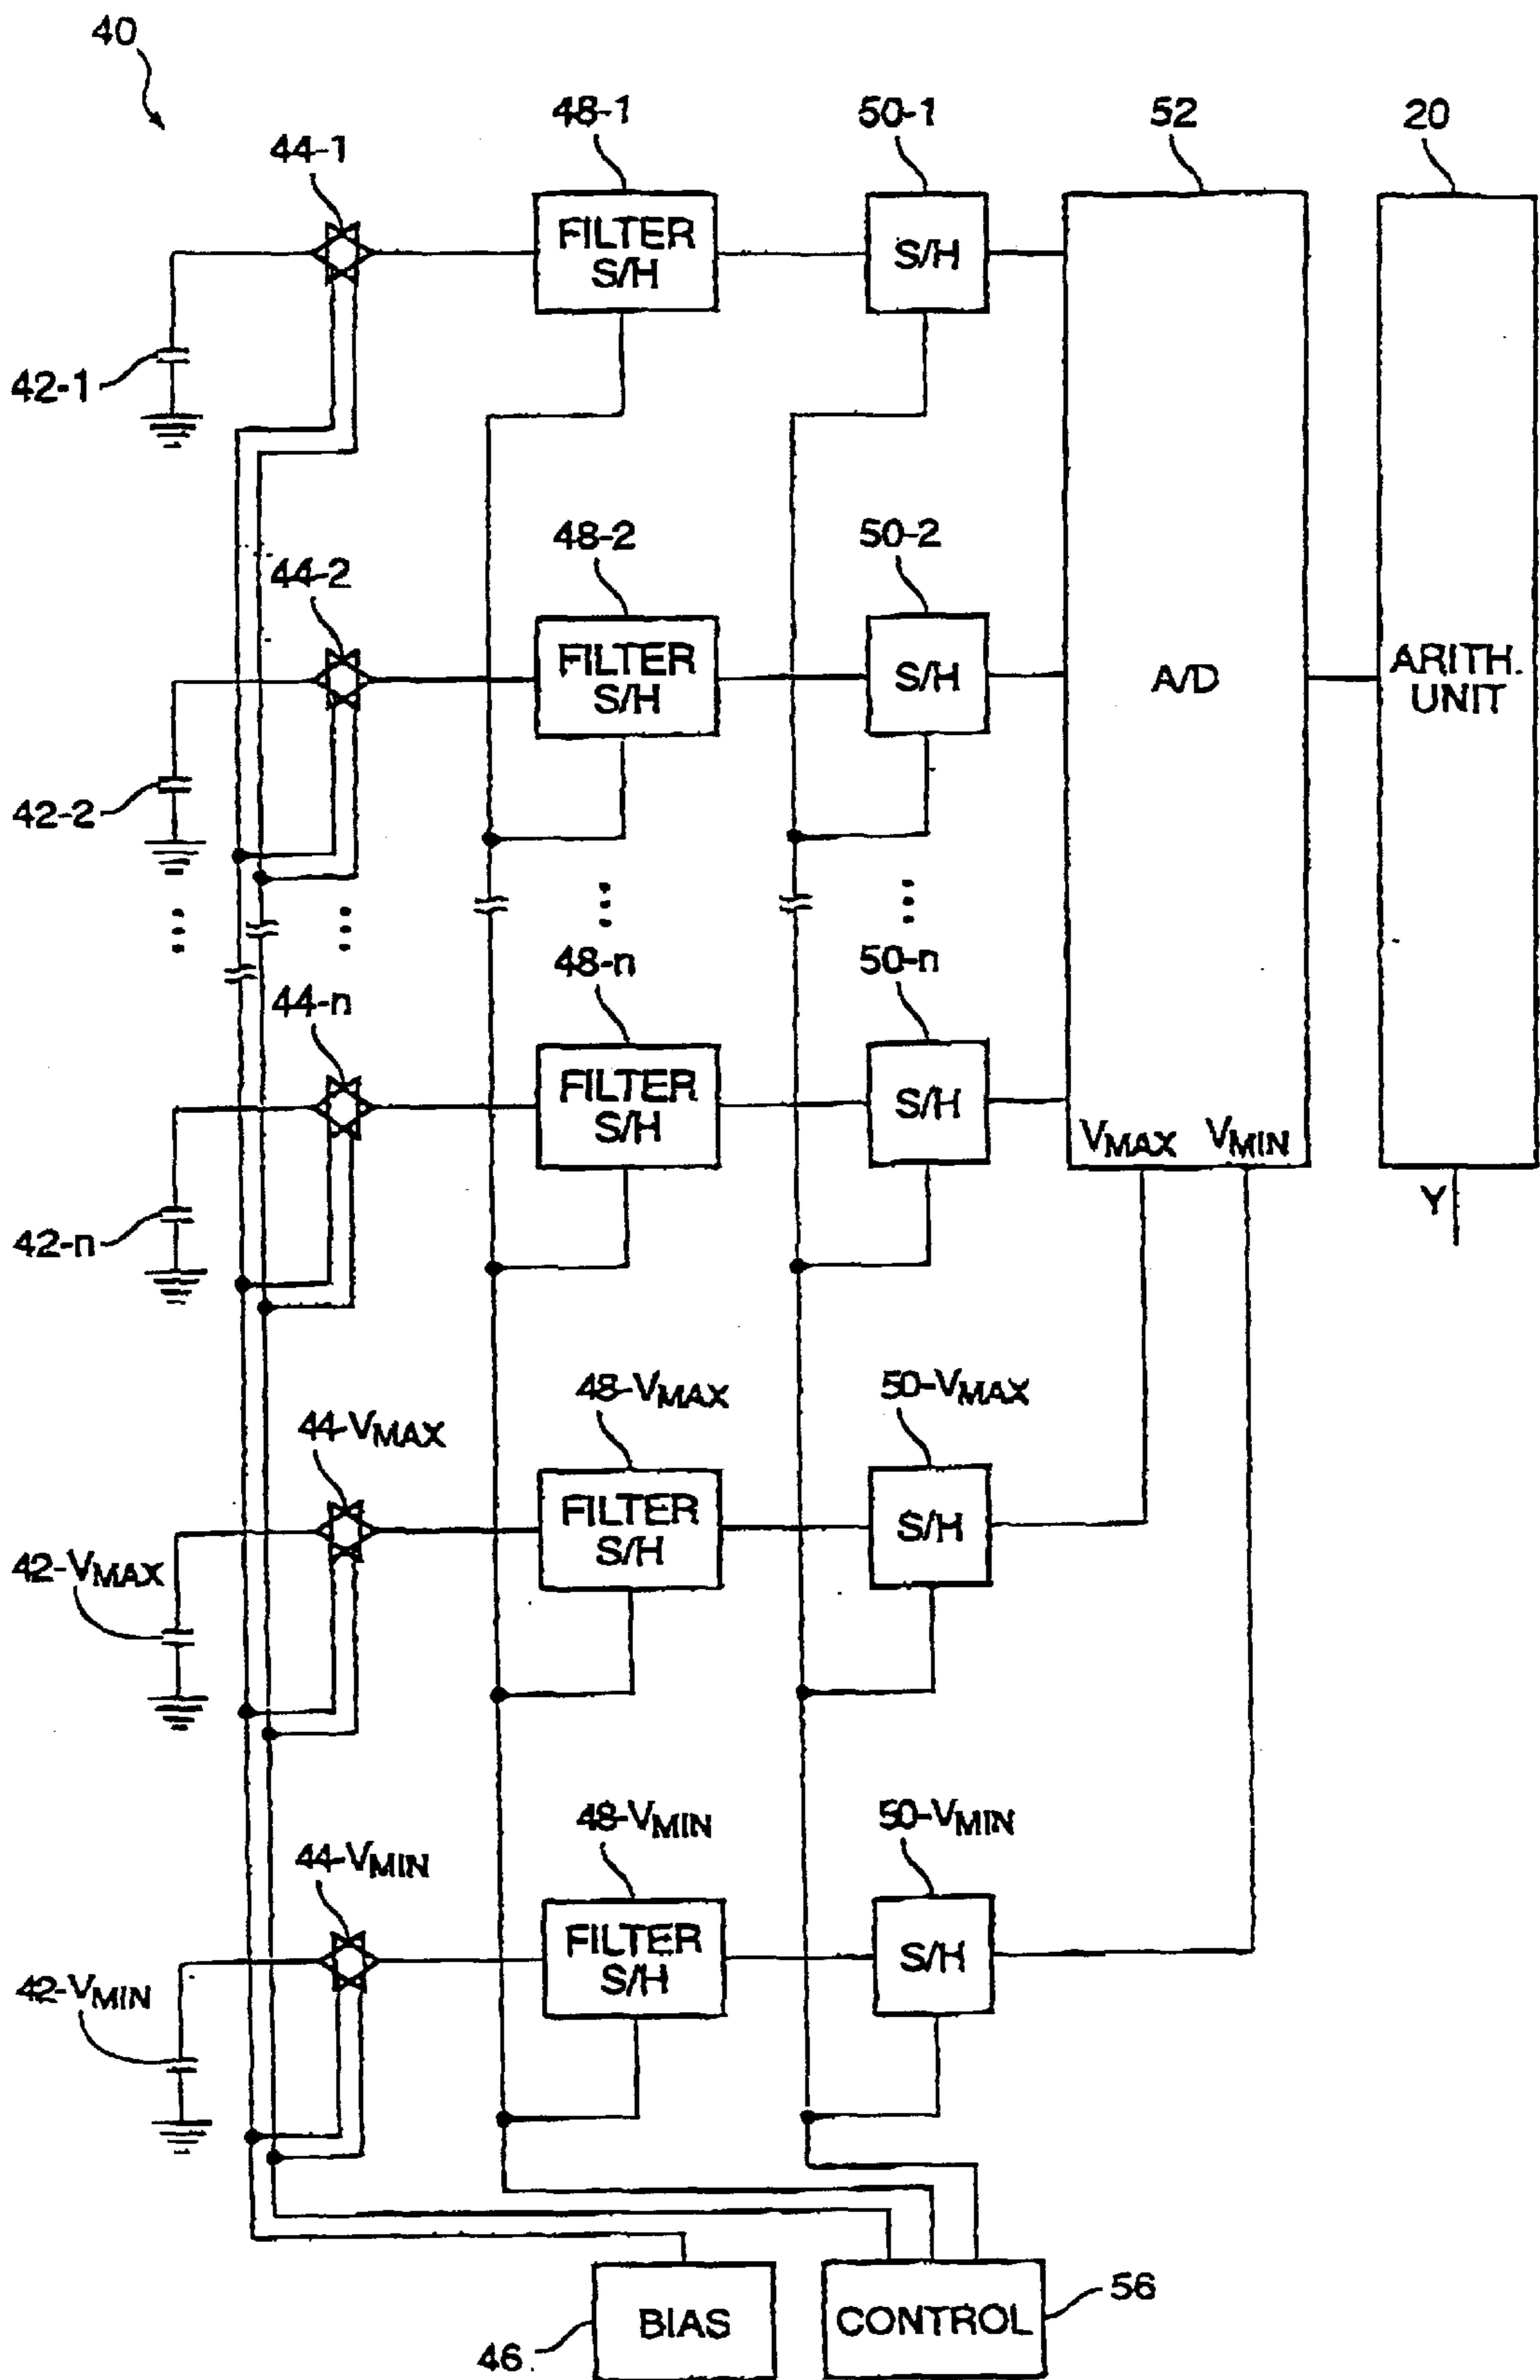 40
48-1
50-1
52
20
44-1
FILTER
S/H
S/H
42-1
48-2
50-2
44-2
FILTER
S/H
S/H
A/D
ARITH.
UNIT
42-2
48-n
50-n
44-n
FILTER
S/H
S/H
VMAX
VMIN
Y
42-n
48-VMAX
50-VMAX
44-VMAX
FILTER
S/H
S/H
42-VMAX
48-VMIN
50-VMIN
44-VMIN
FILTER
S/H
S/H
42-VMIN
56
BIAS
CONTROL
46